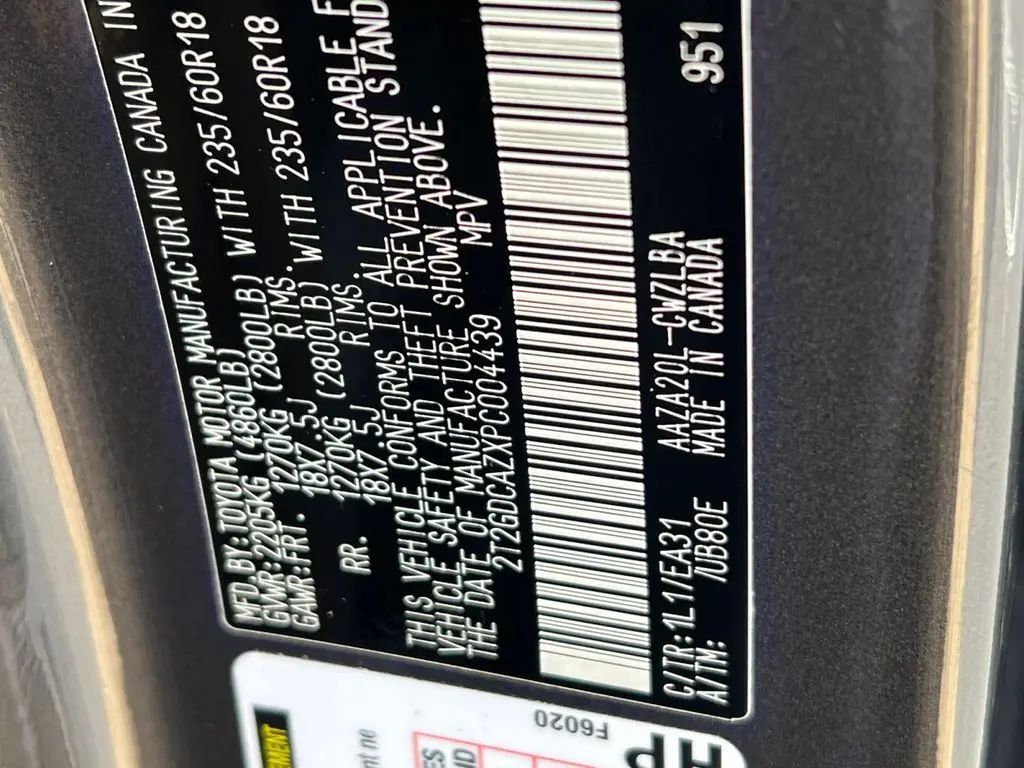 MFD.BY:TOYOTA MOTOR MANUFACTURING CANADA IN
GVWR:2205KG (4860LB)
GAWR:FRT. 1270KG (2800LB) WITH 235/60R18
18X7.5J RIMS.
RR. 1270KG (2800LB) WITH 235/60R18
18X7.5J RIMS.
THIS VEHICLE CONFORMS TO ALL APPLICABLE F
VEHICLE SAFETY AND THEFT PREVENTION STAND
THE DATE OF MANUFACTURE SHOWN ABOVE.
2T2GDCAZXPC004439 MPV
C/TR:1L1/EA31 AAZA20L-CWZLBA 951
A/TM: /UB80E MADE IN CANADA
F6020